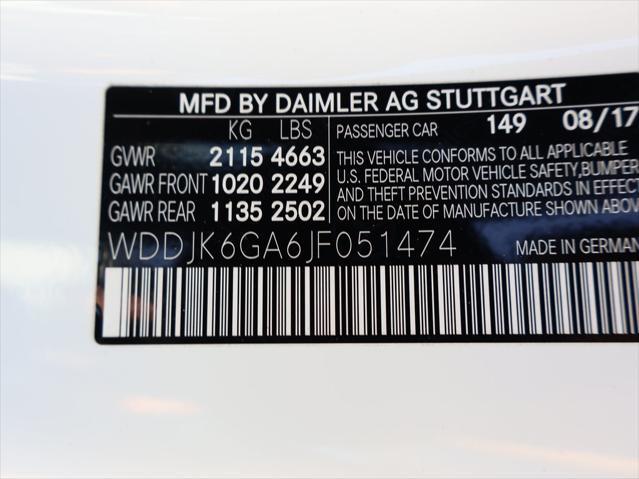 MFD BY DAIMLER AG STUTTGART
KG LBS
GWWR 2115 4663
GAWR FRONT 1020 2249
GAWR REAR 1135 2502
PASSENGER CAR 149 08/17
THIS VEHICLE CONFORMS TO ALL APPLICABLE
U.S. FEDERAL MOTOR VEHICLE SAFETY,BUMPER
AND THEFT PREVENTION STANDARDS IN EFFECT
ON THE DATE OF MANUFACTURE SHOWN ABOVE
WDDJK6GA6JF051474
MADE IN GERMAN